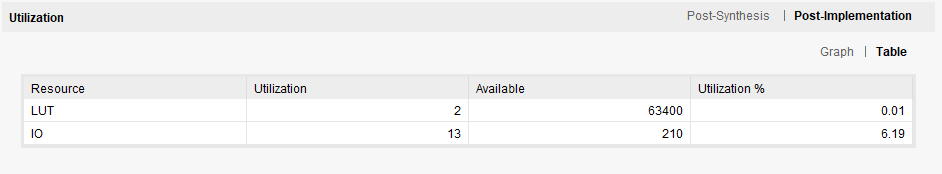 Utilization Post-Synthesis | Post-Implementation
Graph | Table
Resource Utilization Available Utilization %
LUT 2 63400 0.01
IO 13 210 6.19